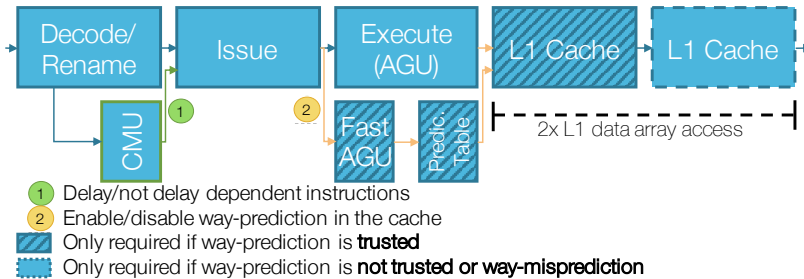 Decode/
Rename
Issue
Execute
(AGU)
L1 Cache
L1 Cache
CMU
1
2
Fast
AGU
Predic.
Table
2x L1 data array access
1 Delay/not delay dependent instructions
2 Enable/disable way-prediction in the cache
Only required if way-prediction is trusted
Only required if way-prediction is not trusted or way-misprediction